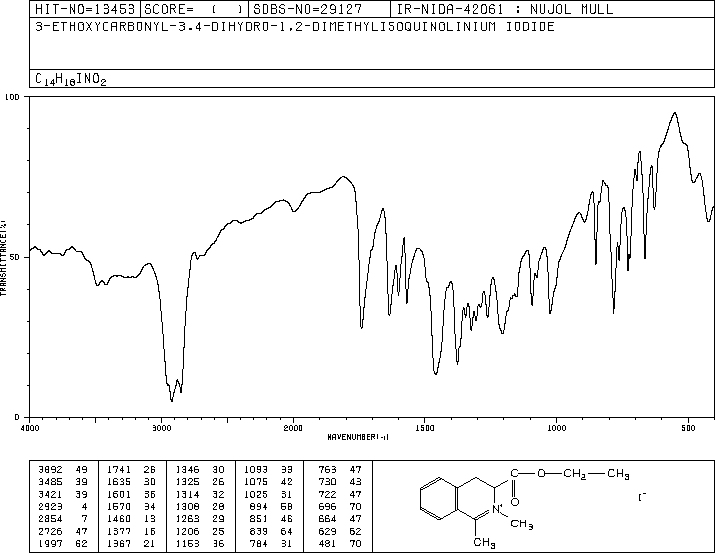 HIT-NO=13453 SCORE= ( ) SDBS-NO=29127 IR-NIDA-42061 : NUJOL MULL
3-ETHOXYCARBONYL-3,4-DIHYDRO-1,2-DIMETHYLISOQUINOLINIUM IODIDE
C14H18INO2
100
50
0
TRANSMITTANCE(%)
4000 3000 2000 1500 1000 500
WAVENUMBER(-1)
3892 49 1741 26 1346 30 1093 33 763 47
3485 39 1635 30 1325 26 1075 42 730 43
3421 39 1601 36 1314 32 1025 31 722 47
2923 4 1570 34 1308 28 894 58 696 70
2854 7 1460 13 1263 29 851 46 664 47
2726 47 1377 16 1206 25 839 64 629 62
1997 62 1367 21 1153 36 784 31 481 70
C—O—CH2—CH3
O
I-
N+
CH3
CH3